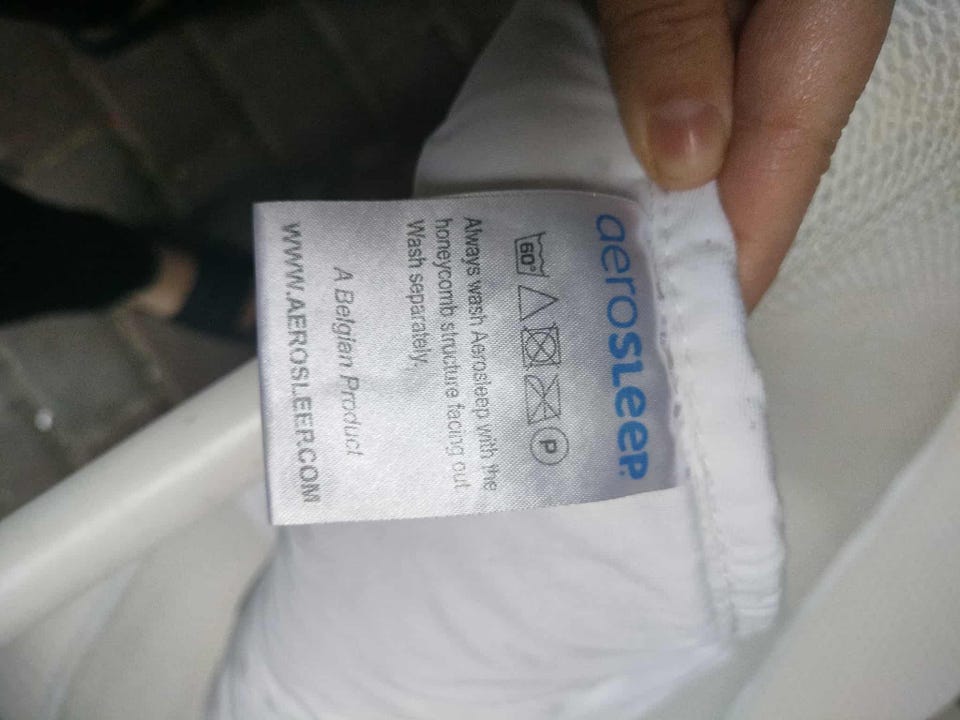 aerosleep.
60° P
Always wash Aerosleep with the
honeycomb structure facing out
Wash separately.
A Belgian Product
WWW.AEROSLEEP.COM